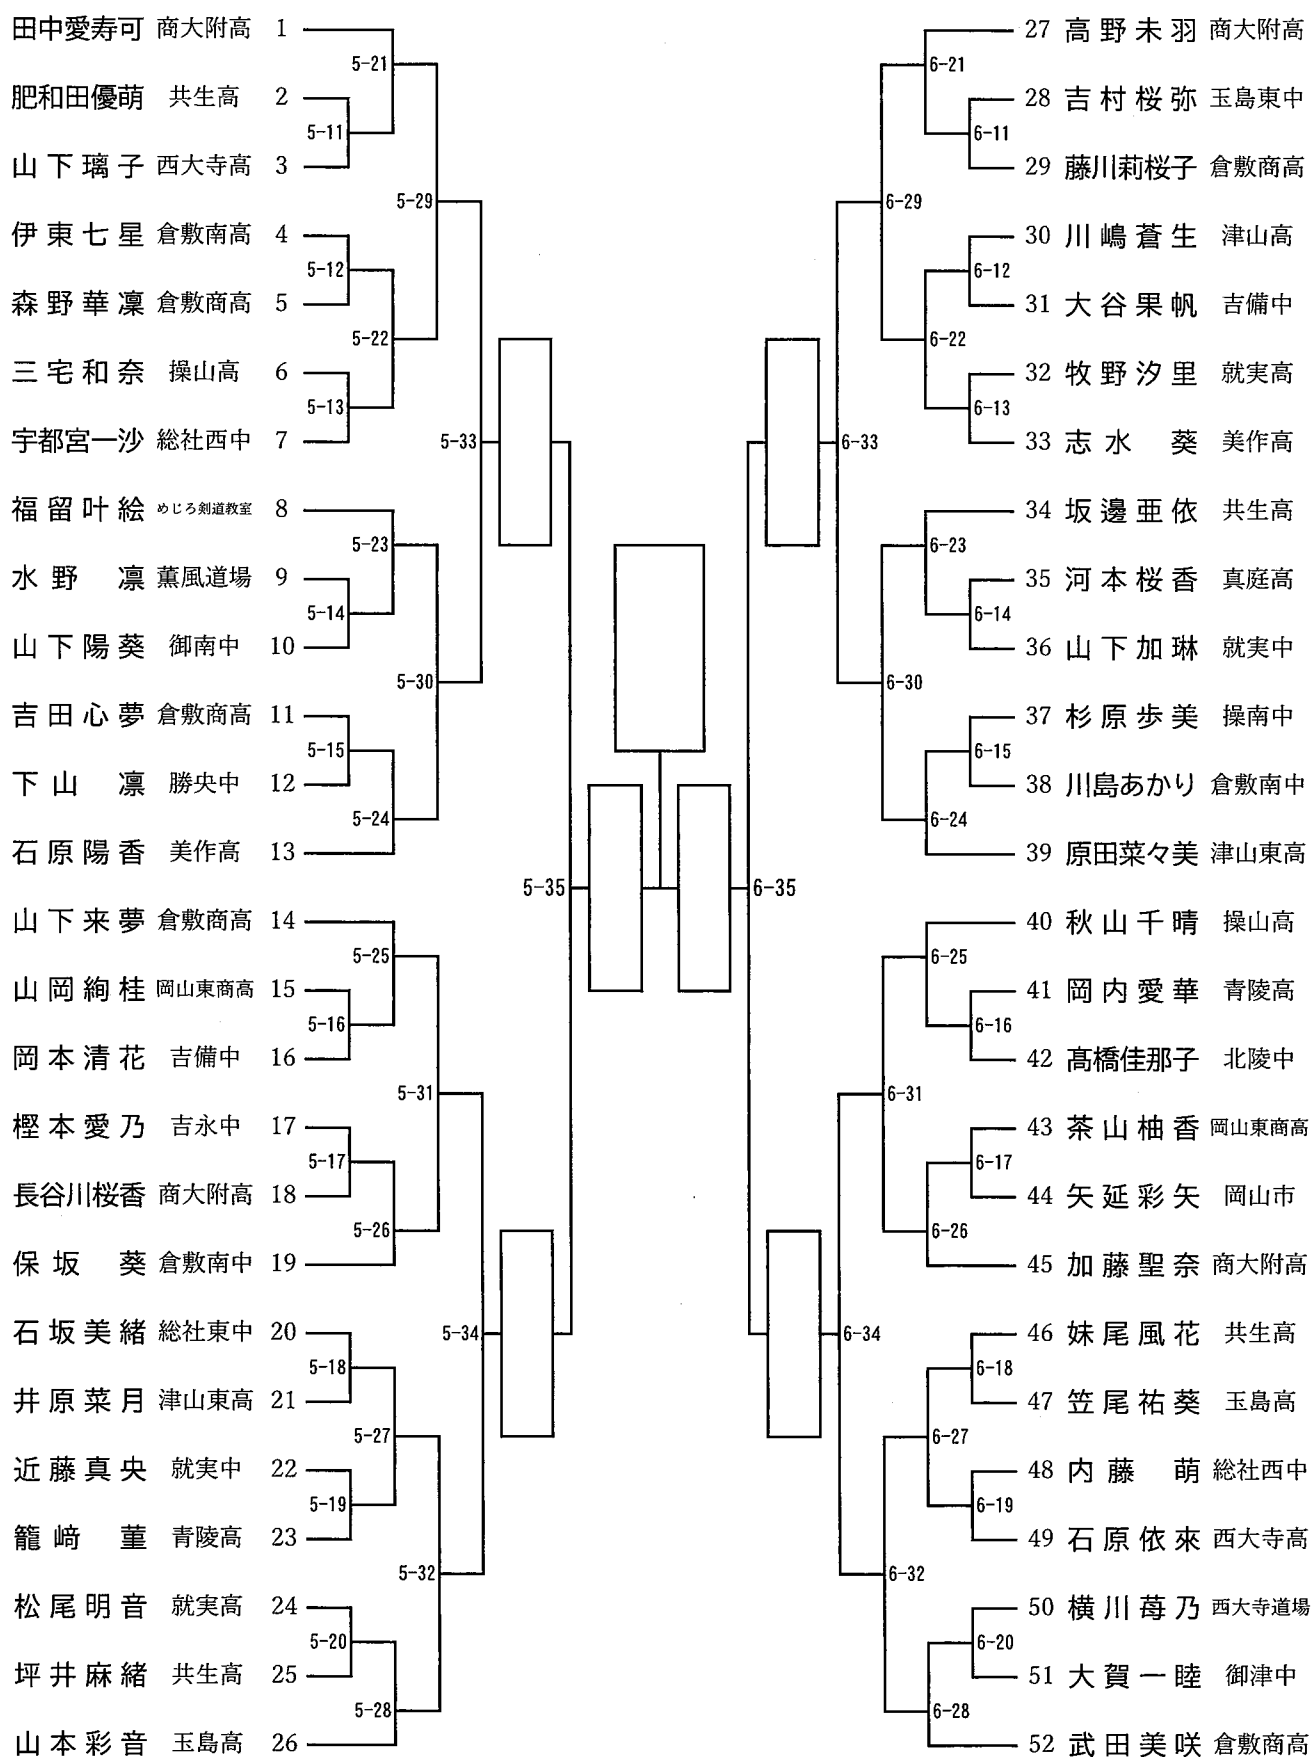 田中愛寿可 商大附高 1
5-21
肥和田優萌 共生高 2
5-11
山下璃子 西大寺高 3
5-29
伊東七星 倉敷南高 4
5-12
森野華凜 倉敷商高 5
5-22
三宅和奈 操山高 6
5-13
宇都宮一沙 総社西中 7
5-33
福留叶絵 めじろ剣道教室 8
5-23
水野 凛 薫風道場 9
5-14
山下陽葵 御南中 10
5-30
吉田心夢 倉敷商高 11
5-15
下山 凛 勝央中 12
5-24
石原陽香 美作高 13
5-35
山下来夢 倉敷商高 14
5-25
山岡絢桂 岡山東商高 15
5-16
岡本清花 吉備中 16
5-31
樫本愛乃 吉永中 17
5-17
長谷川桜香 商大附高 18
5-26
保坂 葵 倉敷南中 19
石坂美緒 総社東中 20
5-34
5-18
井原菜月 津山東高 21
5-27
近藤真央 就実中 22
5-19
籠﨑 菫 青陵高 23
5-32
松尾明音 就実高 24
5-20
坪井麻緒 共生高 25
5-28
山本彩音 玉島高 26
27 高野未羽 商大附高
6-21
28 吉村桜弥 玉島東中
6-11
29 藤川莉桜子 倉敷商高
6-29
30 川嶋蒼生 津山高
6-12
31 大谷果帆 吉備中
6-22
32 牧野汐里 就実高
6-13
33 志水 葵 美作高
6-33
34 坂邊亜依 共生高
6-23
35 河本桜香 真庭高
6-14
36 山下加琳 就実中
6-30
37 杉原歩美 操南中
6-15
38 川島あかり 倉敷南中
6-24
39 原田菜々美 津山東高
6-35
40 秋山千晴 操山高
6-25
41 岡内愛華 青陵高
6-16
42 髙橋佳那子 北陵中
6-31
43 茶山柚香 岡山東商高
6-17
44 矢延彩矢 岡山市
6-26
45 加藤聖奈 商大附高
46 妹尾風花 共生高
6-34
6-18
47 笠尾祐葵 玉島高
6-27
48 内藤 萌 総社西中
6-19
49 石原依來 西大寺高
6-32
50 横川苺乃 西大寺道場
6-20
51 大賀一睦 御津中
6-28
52 武田美咲 倉敷商高